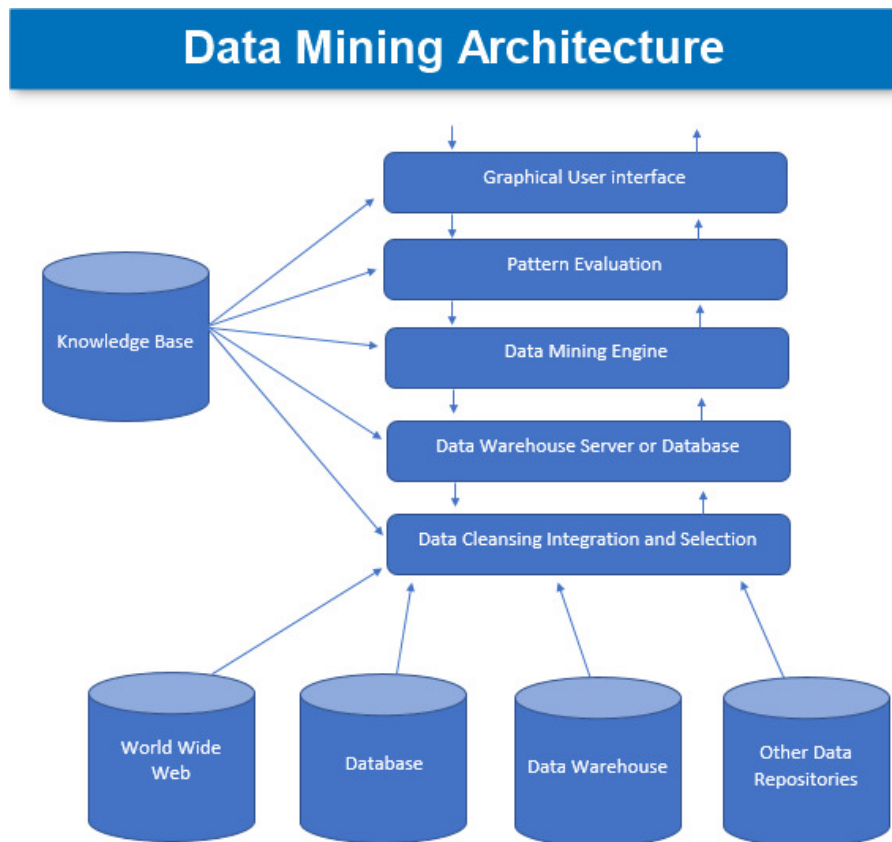 Data Mining Architecture
Graphical User interface
Pattern Evaluation
Knowledge Base
Data Mining Engine
Data Warehouse Server or Database
Data Cleansing Integration and Selection
World Wide
Web
Database
Data Warehouse
Other Data
Repositories